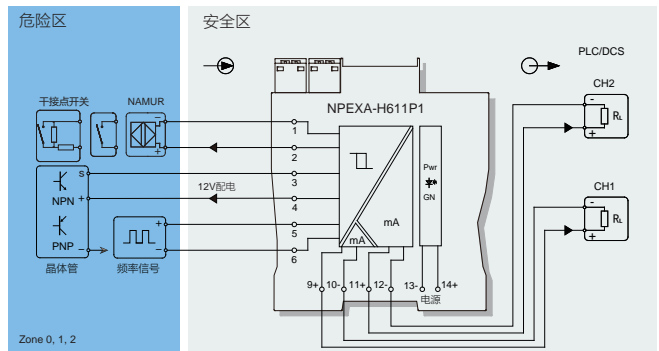 危险区
安全区
PLC/DCS
CH2
干接点开关
NAMUR
NPEXA-H611P1
-
RL
+
-
+
1
2
S
NPN
+
PNP
-
3
12V配电
4
+
5
-
6
Pwr
GN
mA
mA
CH1
-
RL
+
晶体管
频率信号
9+
10-
11+
12-
13-
14+
电源
Zone 0, 1, 2